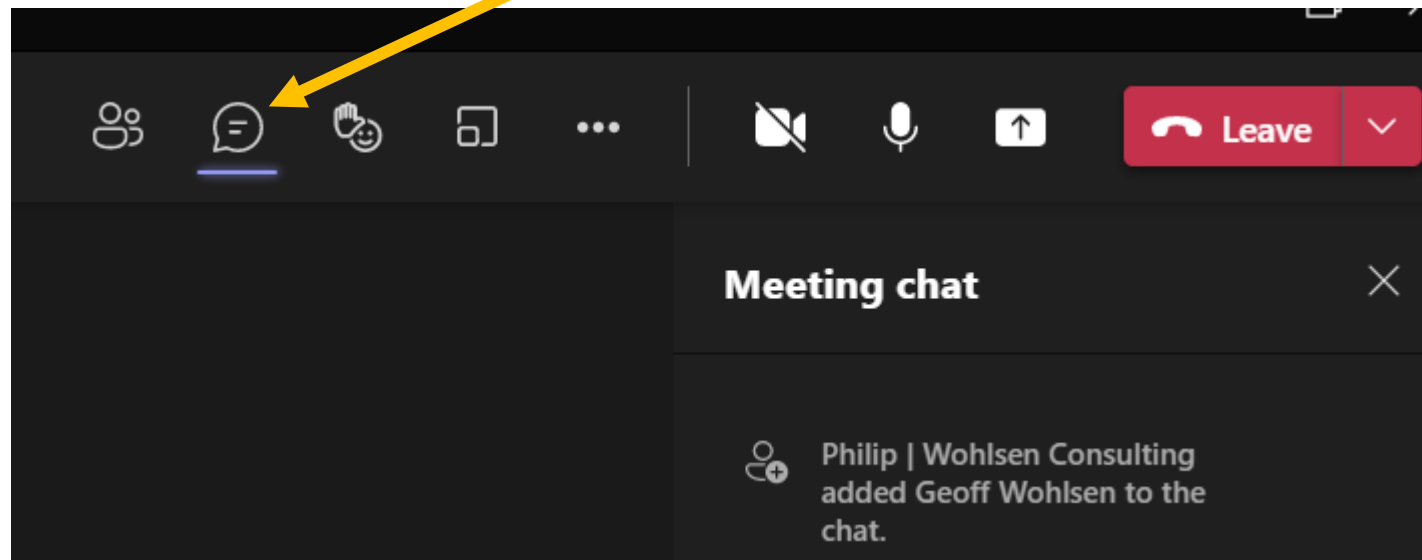 Leave
Meeting chat
Philip | Wohlsen Consulting
added Geoff Wohlsen to the
chat.